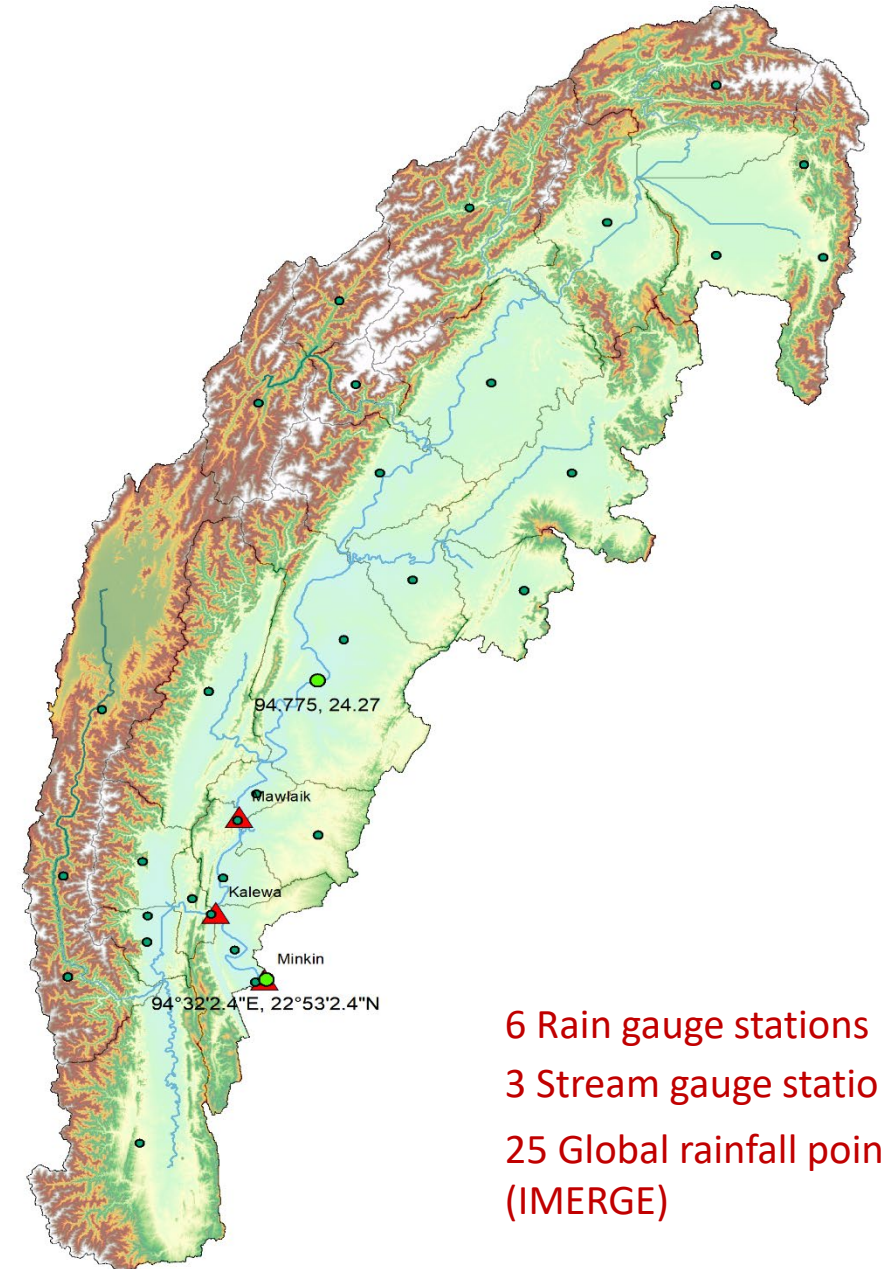 94.775, 24.27
Mawlaik
Kalewa
Minkin
94°32'2.4"E, 22°53'2.4"N
6 Rain gauge stations
3 Stream gauge statio
25 Global rainfall poin
(IMERGE)